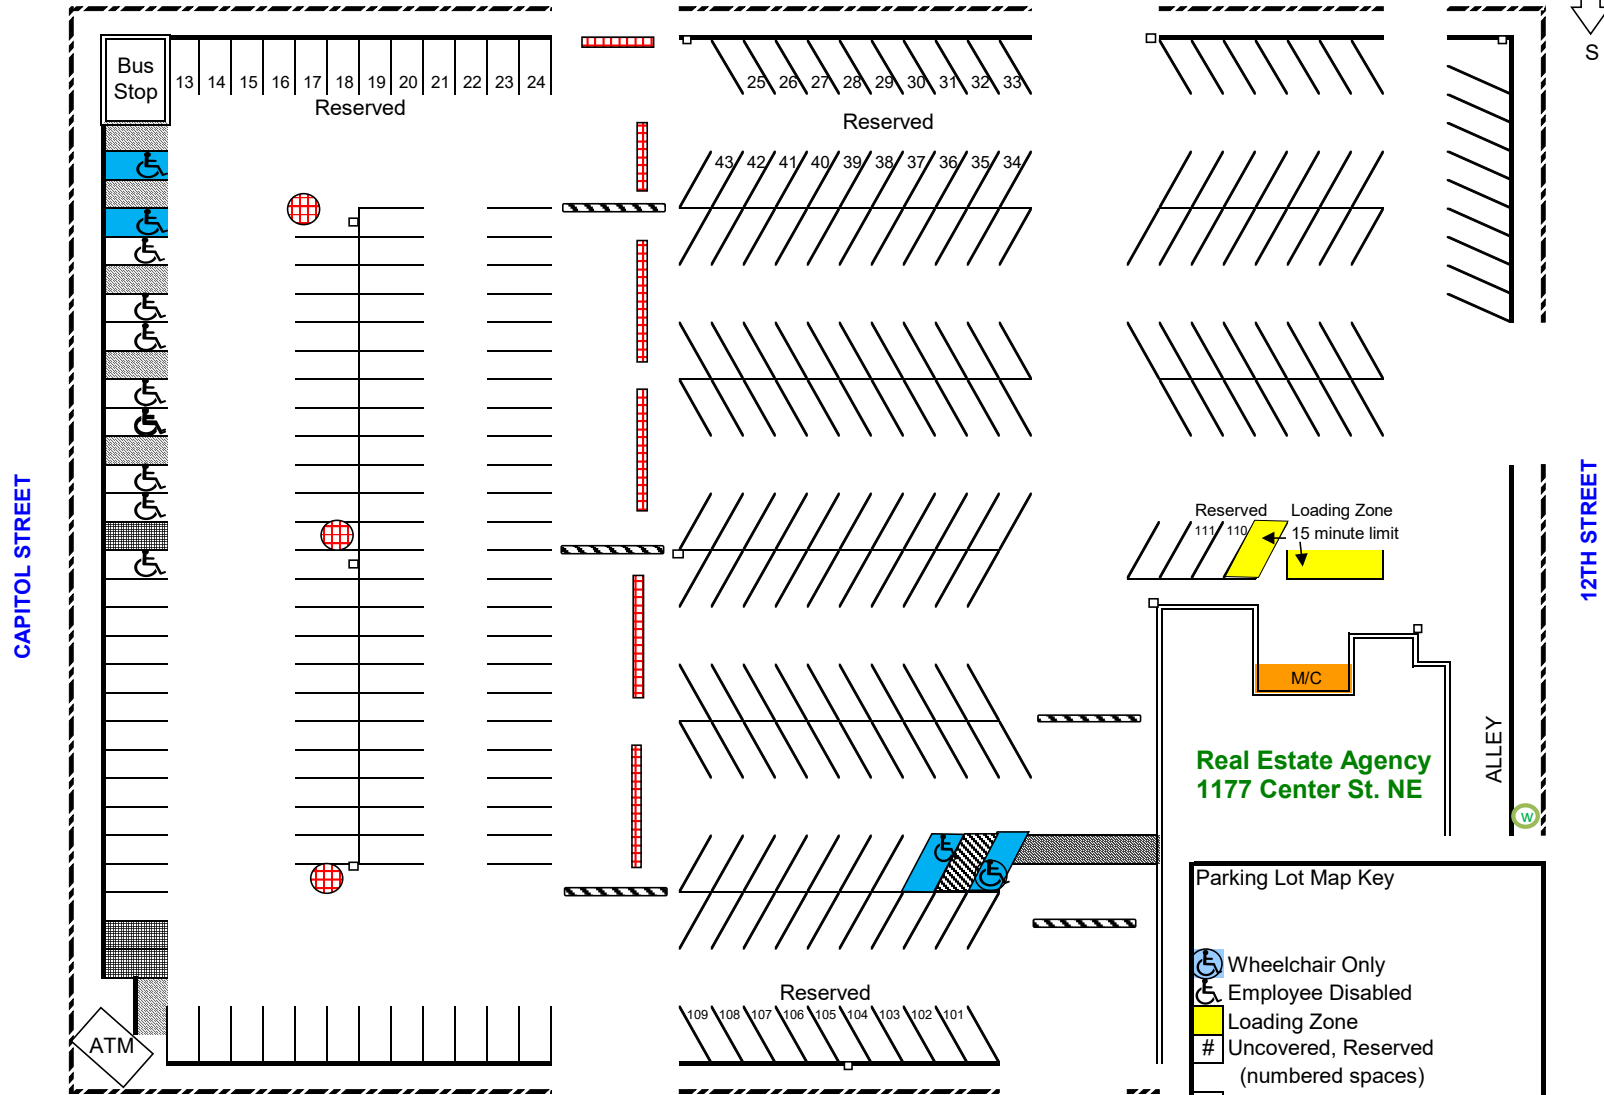 S
Bus
Stop
13 14 15 16 17 18 19 20 21 22 23 24
Reserved
25 26 27 28 29 30 31 32 33
Reserved
43 42 41 40 39 38 37 36 35 34
CAPITOL STREET
12TH STREET
Reserved
Loading Zone
111 110
15 minute limit
M/C
Real Estate Agency
1177 Center St. NE
ALLEY
W
Parking Lot Map Key
Wheelchair Only
Employee Disabled
Loading Zone
# Uncovered, Reserved
(numbered spaces)
Reserved
109 108 107 106 105 104 103 102 101
ATM